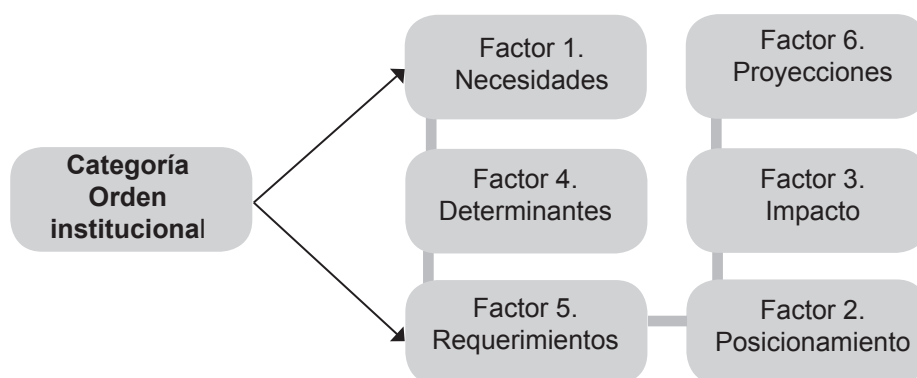 Categoría
Orden
institucional
Factor 1.
Necesidades
Factor 4.
Determinantes
Factor 5.
Requerimientos
Factor 6.
Proyecciones
Factor 3.
Impacto
Factor 2.
Posicionamiento